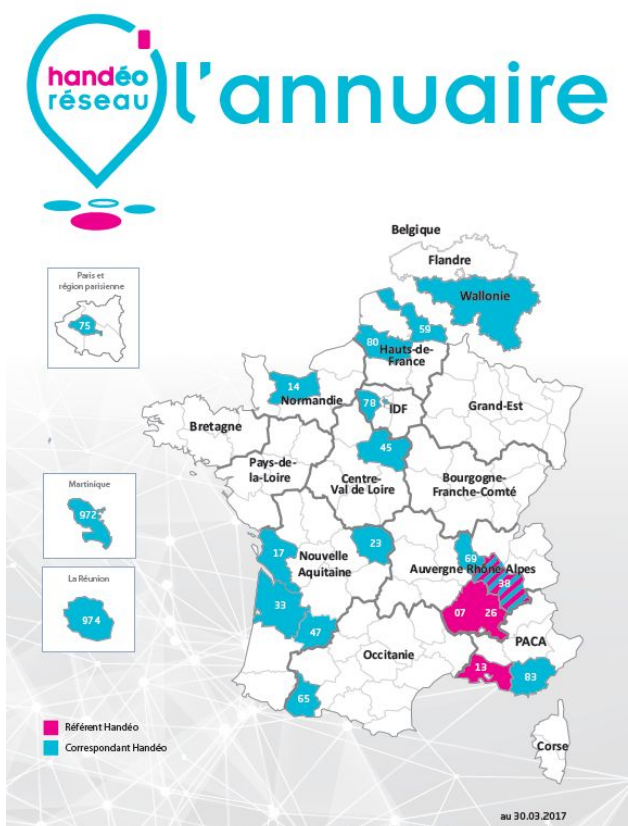 handéo
réseau
l'annuaire
Belgique
Flandre
Wallonie
Paris et
région parisienne
75
59
80
Hauts-de-
France
14
Normandie
78
IDF
Grand-Est
Bretagne
45
Pays-de-
la-Loire
Centre-
Val de Loire
Bourgogne-
Franche-Comté
Martinique
972
17
Nouvelle
Aquitaine
23
69
Auvergne Rhône-Alpes
38
La Réunion
974
33
07
26
47
PACA
Occitanie
13
83
65
Référent Handéo
Correspondant Handéo
Corse
au 30.03.2017